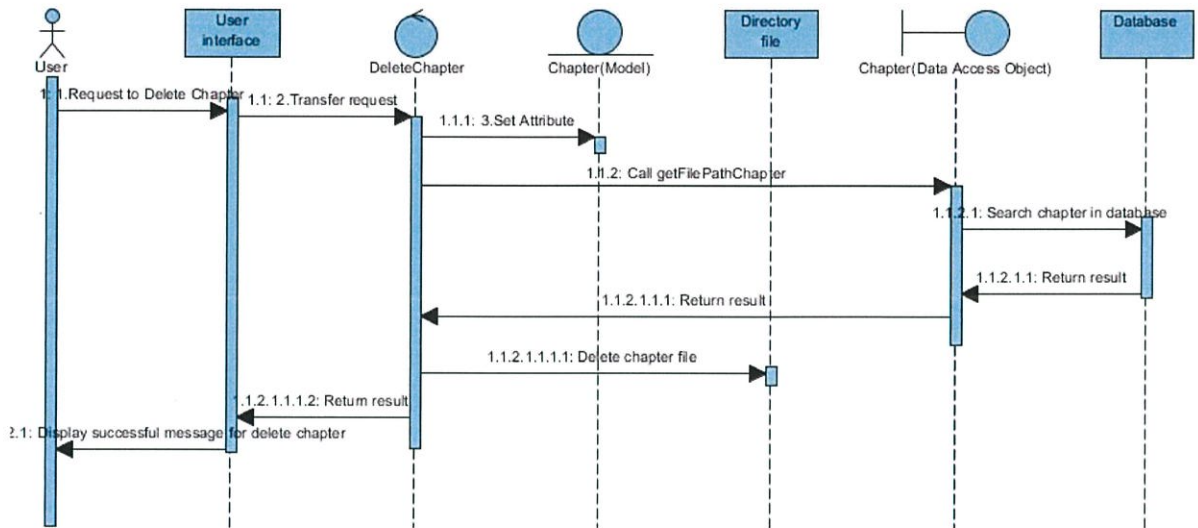 User
interface
Directory
file
Database
User
DeleteChapter
Chapter(Model)
Chapter(Data Access Object)
1: 1.Request to Delete Chapter
1.1: 2.Transfer request
1.1.1: 3.Set Attribute
1.1.2: Call getFilePathChapter
1.1.2.1: Search chapter in database
1.1.2.1.1: Return result
1.1.2.1.1.1: Return result
1.1.2.1.1.1.1: Delete chapter file
1.1.2.1.1.1.2: Return result
2.1: Display successful message for delete chapter